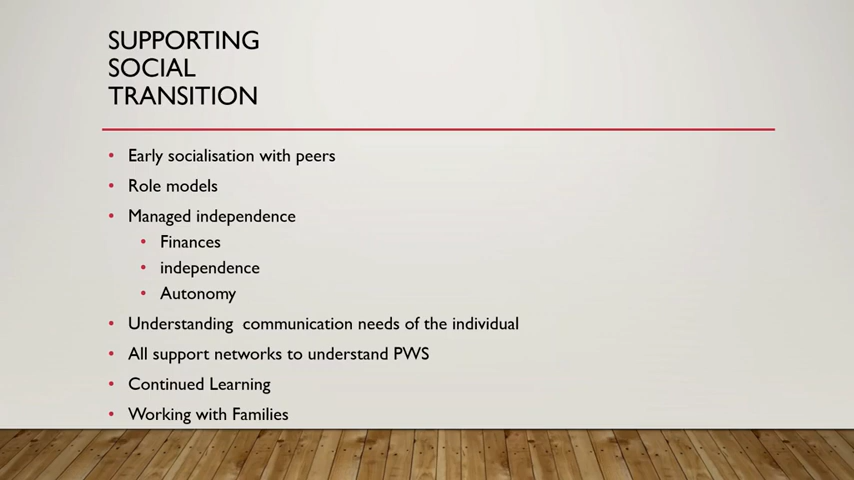 SUPPORTING
SOCIAL
TRANSITION
• Early socialisation with peers
• Role models
• Managed independence
• Finances
• independence
• Autonomy
• Understanding  communication needs of the individual
• All support networks to understand PWS
• Continued Learning
• Working with Families